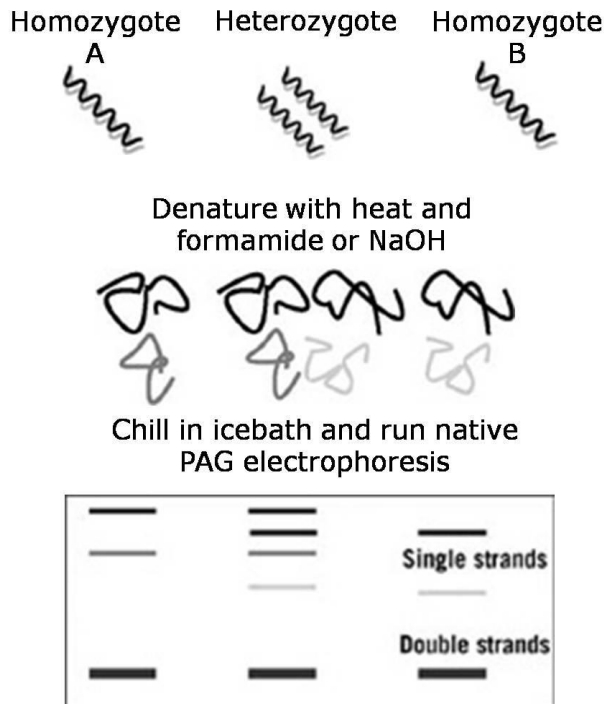 Homozygote Heterozygote Homozygote
A B
Denature with heat and
formamide or NaOH
Chill in icebath and run native
PAG electrophoresis
Single strands
Double strands